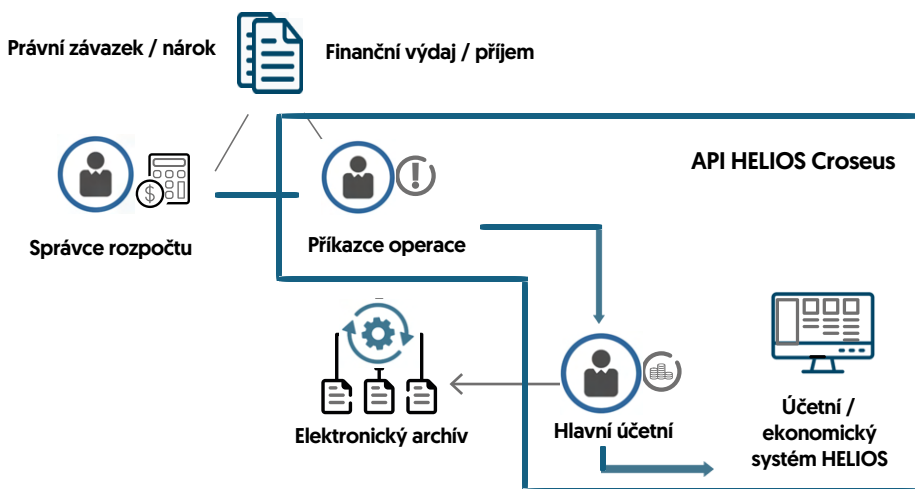 Právní závazek / nárok
Finanční výdaj / příjem
API HELIOS Croseus
Správce rozpočtu
Příkazce operace
Elektronický archív
Hlavní účetní
Účetní /
ekonomický
systém HELIOS